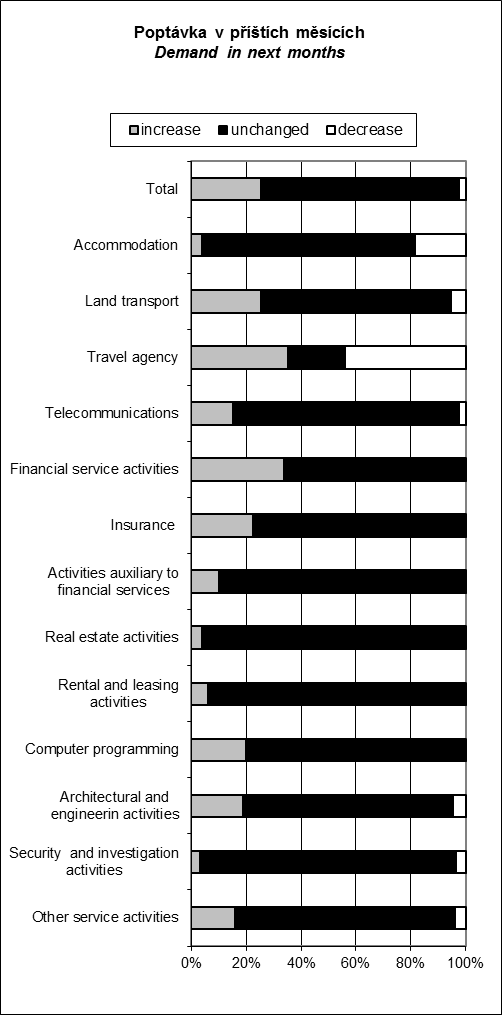 Poptávka v příštích měsících
Demand in next months
increase unchanged decrease
Total
Accommodation
Land transport
Travel agency
Telecommunications
Financial service activities
Insurance
Activities auxiliary to
financial services
Real estate activities
Rental and leasing
activities
Computer programming
Architectural and
engineerin activities
Security and investigation
activities
Other service activities
0% 20% 40% 60% 80% 100%